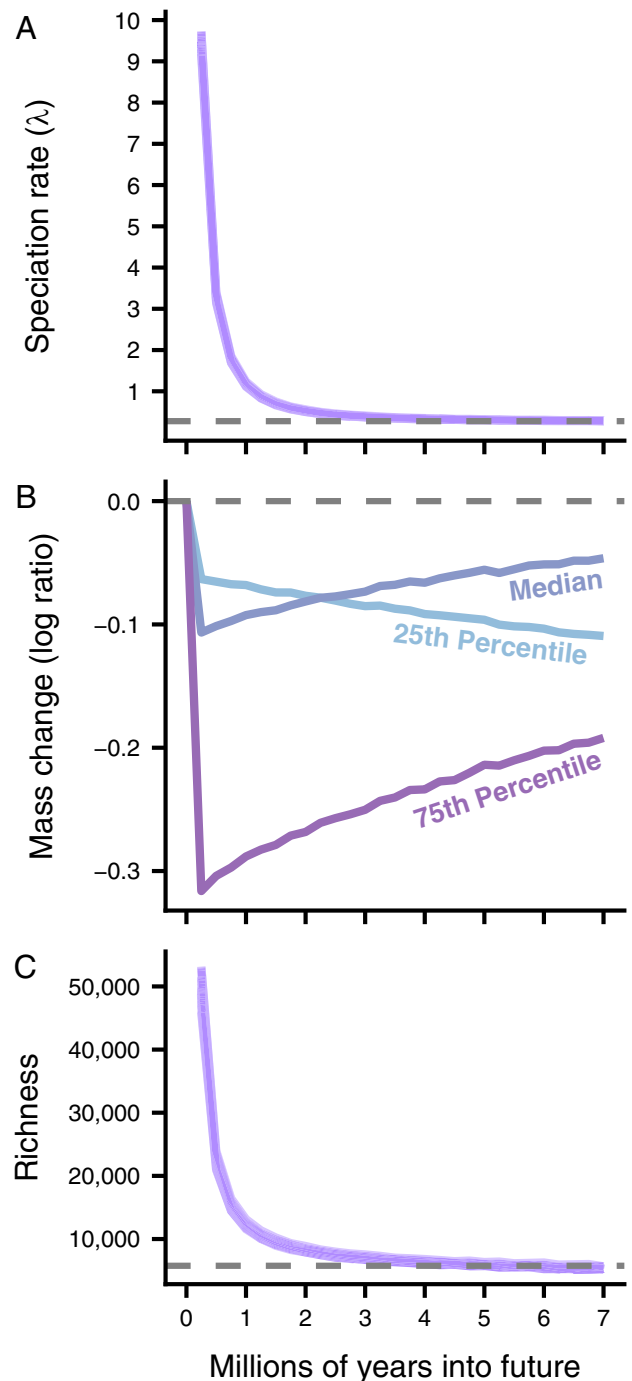 A
Speciation rate (λ)
10
9
8
7
6
5
4
3
2
1
B
Mass change (log ratio)
0.0
−0.1
−0.2
−0.3
Median
25th Percentile
75th Percentile
C
Richness
50,000
40,000
30,000
20,000
10,000
0 1 2 3 4 5 6 7
Millions of years into future